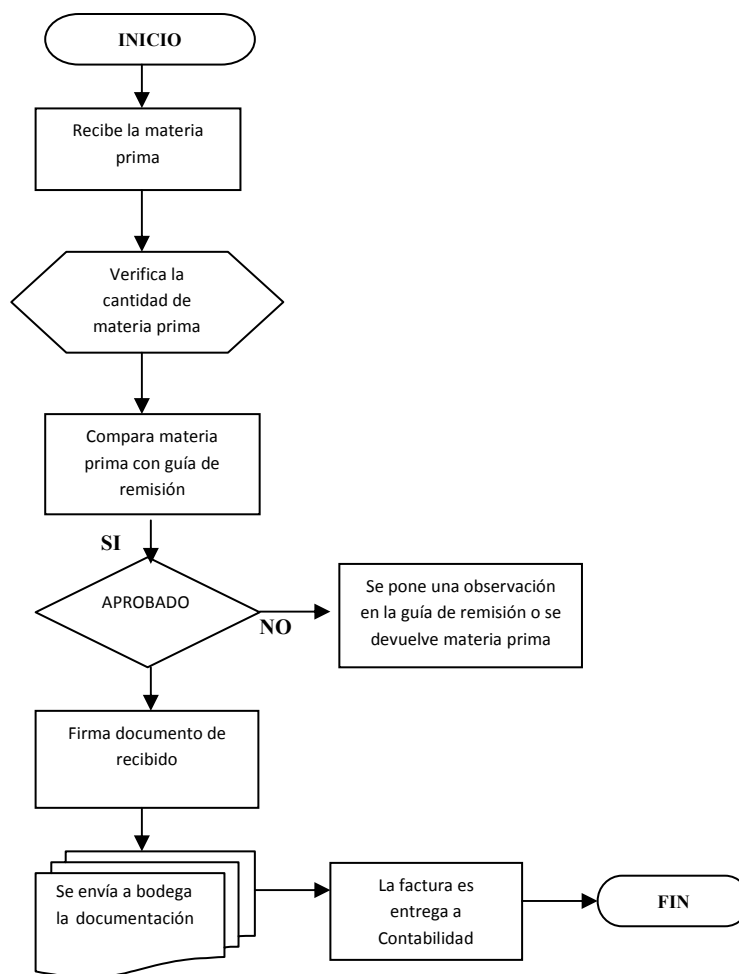 INICIO
Recibe la materia
prima
Verifica la
cantidad de
materia prima
Compara materia
prima con guía de
remisión
SI
APROBADO
NO
Se pone una observación
en la guía de remisión o se
devuelve materia prima
Firma documento de
recibido
Se envía a bodega
la documentación
La factura es
entrega a
Contabilidad
FIN